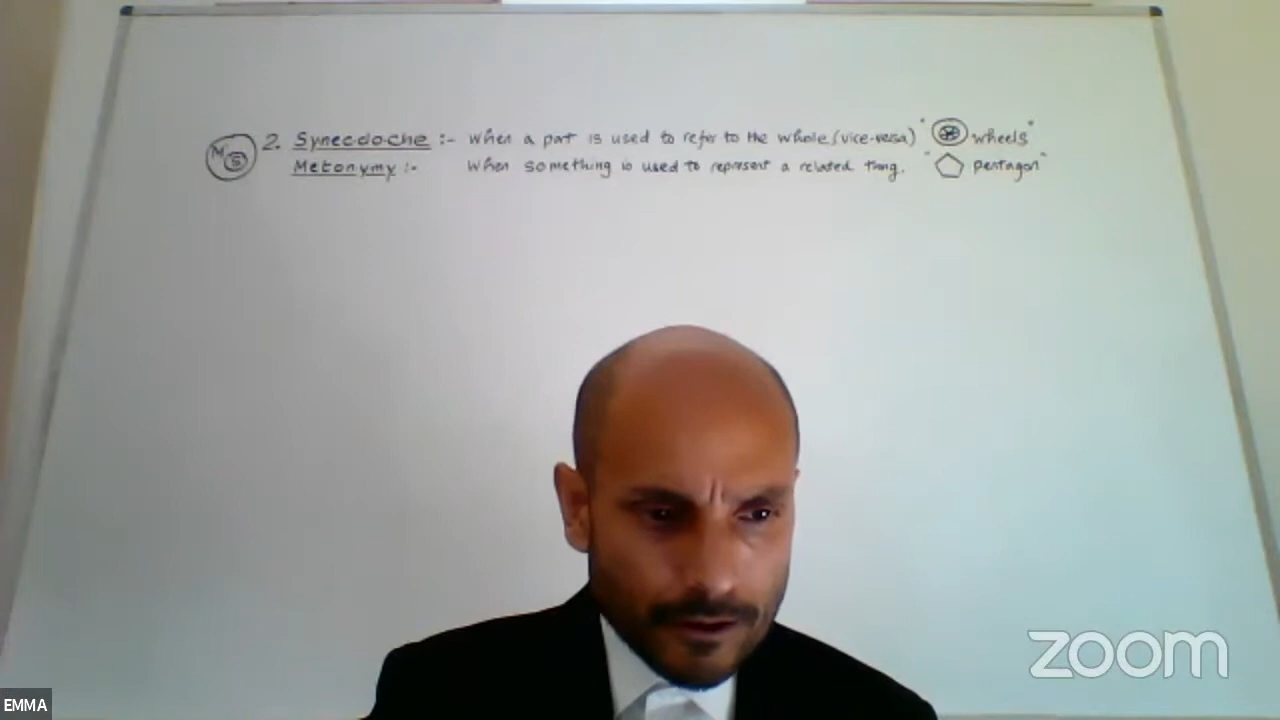 M S 2. Synecdoche :- when a part is used to refer to the whole (vice-versa) " wheels"
Metonymy :- when something is used to represent a related thing. " pentagon"
zoom
EMMA